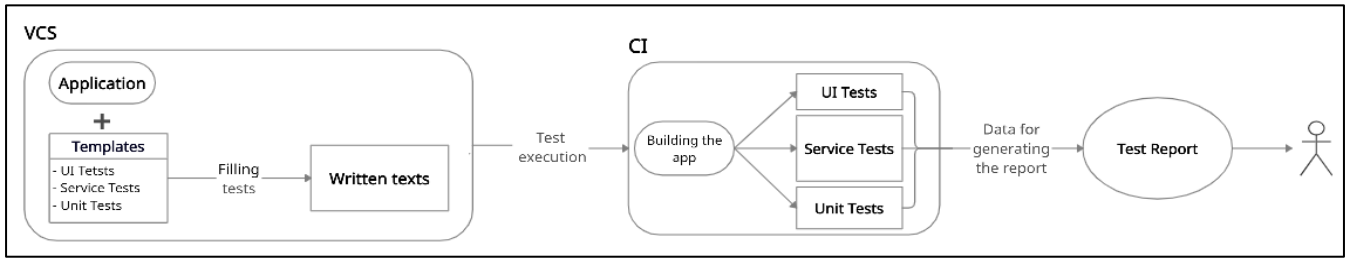 VCS
Application
+
Templates
- UI Tetsts
- Service Tests
- Unit Tests
Filling
tests
Written texts
Test
execution
CI
Building the
app
UI Tests
Service Tests
Unit Tests
Data for
generating
the report
Test Report